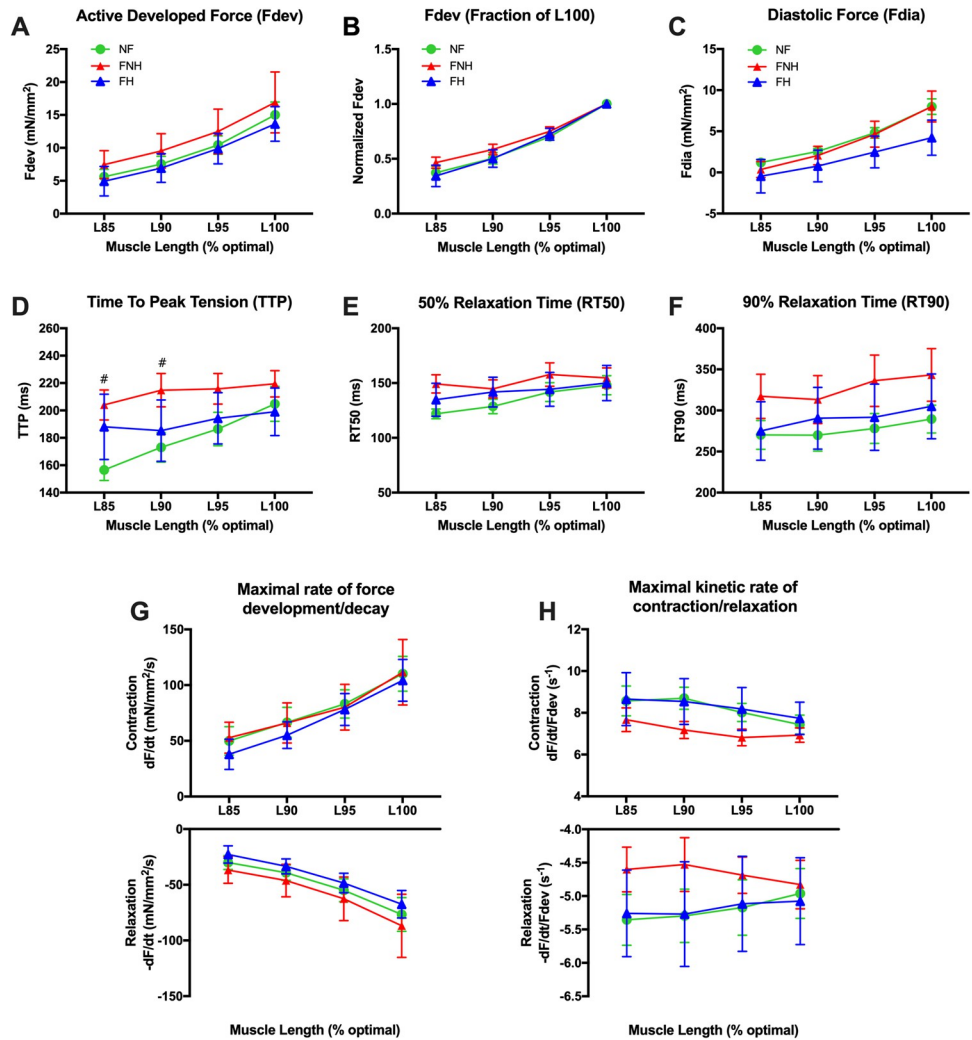 A
Active Developed Force (Fdev)
NF
FNH
FH
Fdev (mN/mm²)
25
20
15
10
5
0
L85 L90 L95 L100
Muscle Length (% optimal)
B
Fdev (Fraction of L100)
NF
FNH
FH
Normalized Fdev
1.5
1.0
0.5
0.0
L85 L90 L95 L100
Muscle Length (% optimal)
C
Diastolic Force (Fdia)
NF
FNH
FH
Fdia (mN/mm²)
15
10
5
0
-5
L85 L90 L95 L100
Muscle Length (% optimal)
D
Time To Peak Tension (TTP)
TTP (ms)
260
240
220
200
180
160
140
# #
L85 L90 L95 L100
Muscle Length (% optimal)
E
50% Relaxation Time (RT50)
RT50 (ms)
200
150
100
50
L85 L90 L95 L100
Muscle Length (% optimal)
F
90% Relaxation Time (RT90)
RT90 (ms)
400
350
300
250
200
L85 L90 L95 L100
Muscle Length (% optimal)
G
Maximal rate of force
development/decay
Contraction
dF/dt (mN/mm²/s)
150
100
50
0
L85 L90 L95 L100
Relaxation
-dF/dt (mN/mm²/s)
0
-50
-100
-150
Muscle Length (% optimal)
H
Maximal kinetic rate of
contraction/relaxation
Contraction
dF/dt/Fdev (s⁻¹)
12
10
8
6
4
L85 L90 L95 L100
Relaxation
-dF/dt/Fdev (s⁻¹)
-4.0
-4.5
-5.0
-5.5
-6.0
-6.5
Muscle Length (% optimal)